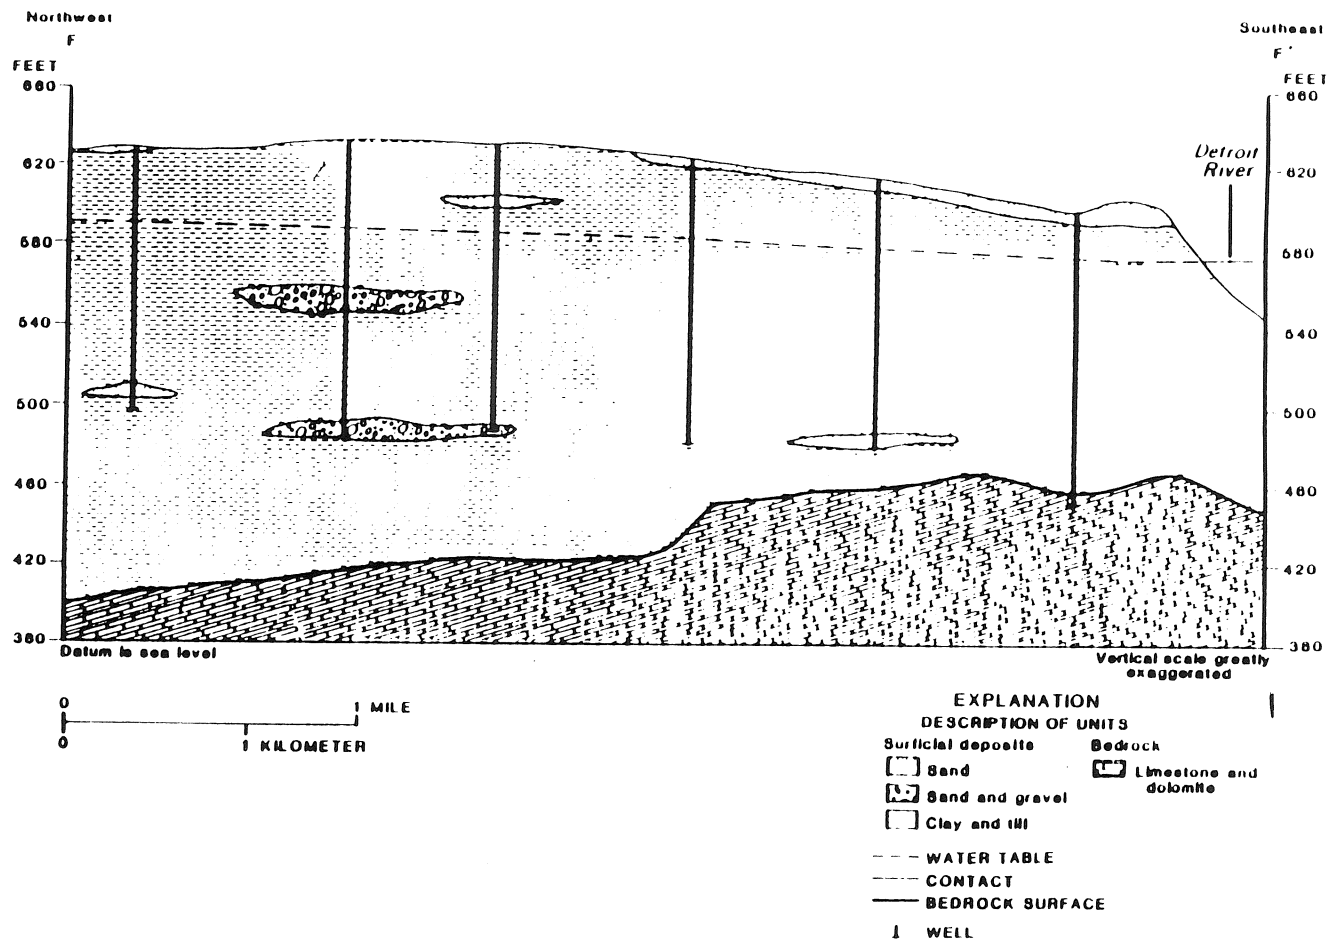 Northwest
F
FEET
660
620
580
540
500
460
420
380
Datum is sea level
Southeast
F'
FEET
660
620
580
540
500
460
420
380
Detroit
River
Vertical scale greatly
exaggerated
0 1 MILE
0 1 KILOMETER
EXPLANATION
DESCRIPTION OF UNITS
Surficial deposits
Sand
Sand and gravel
Clay and till
Bedrock
Limestone and
dolomite
WATER TABLE
CONTACT
BEDROCK SURFACE
WELL